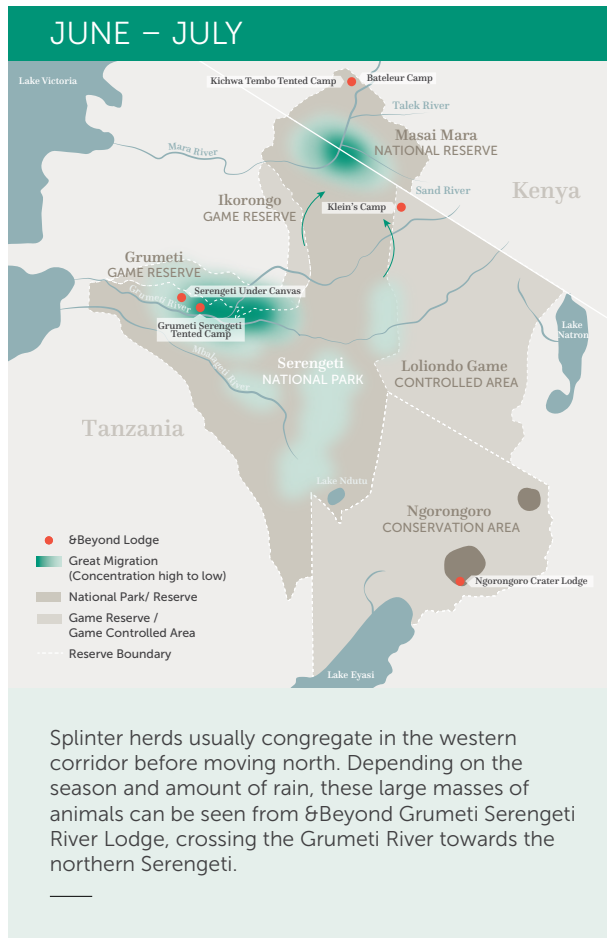 JUNE – JULY
Lake Victoria
Kichwa Tembo Tented Camp
Bateleur Camp
Talek River
Masai Mara
NATIONAL RESERVE
Mara River
Kenya
Sand River
Ikorongo
GAME RESERVE
Klein's Camp
Grumeti
GAME RESERVE
Serengeti Under Canvas
Grumeti River
Grumeti Serengeti
Tented Camp
Lake
Natron
Mbalageti River
Serengeti
NATIONAL PARK
Loliondo Game
CONTROLLED AREA
Tanzania
Lake Ndutu
Ngorongoro
CONSERVATION AREA
Ngorongoro Crater Lodge
Lake Eyasi
&Beyond Lodge
Great Migration
(Concentration high to low)
National Park/ Reserve
Game Reserve /
Game Controlled Area
Reserve Boundary
Splinter herds usually congregate in the western
corridor before moving north. Depending on the
season and amount of rain, these large masses of
animals can be seen from &Beyond Grumeti Serengeti
River Lodge, crossing the Grumeti River towards the
northern Serengeti.